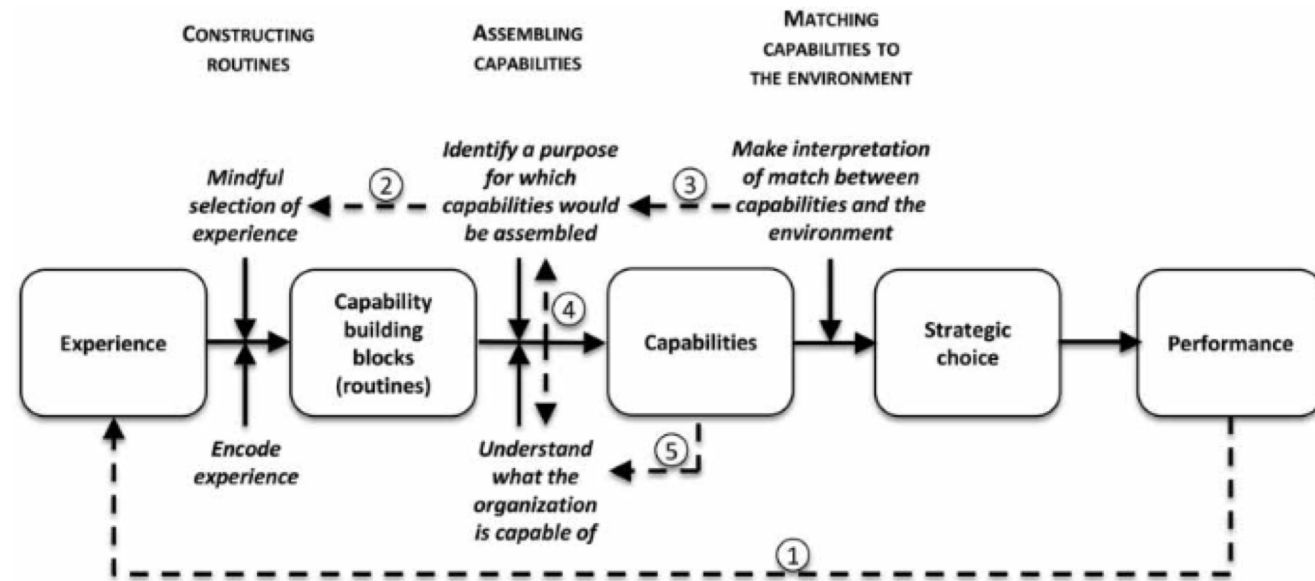 CONSTRUCTING
ROUTINES
ASSEMBLING
CAPABILITIES
MATCHING
CAPABILITIES TO
THE ENVIRONMENT
Mindful
selection of
experience
2
Identify a purpose
for which
capabilities would
be assembled
3
Make interpretation
of match between
capabilities and the
environment
Experience
Capability
building
blocks
(routines)
4
Capabilities
Strategic
choice
Performance
Encode
experience
Understand
what the
organization
is capable of
5
1